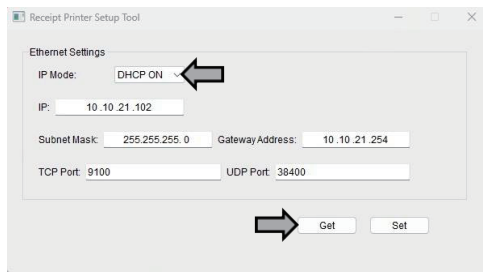 Receipt Printer Setup Tool
Ethernet Settings
IP Mode: DHCP ON
IP: 10 .10 .21 .102
Subnet Mask: 255.255.255. 0 Gateway Address: 10 .10 .21 .254
TCP Port: 9100 UDP Port: 38400
Get Set